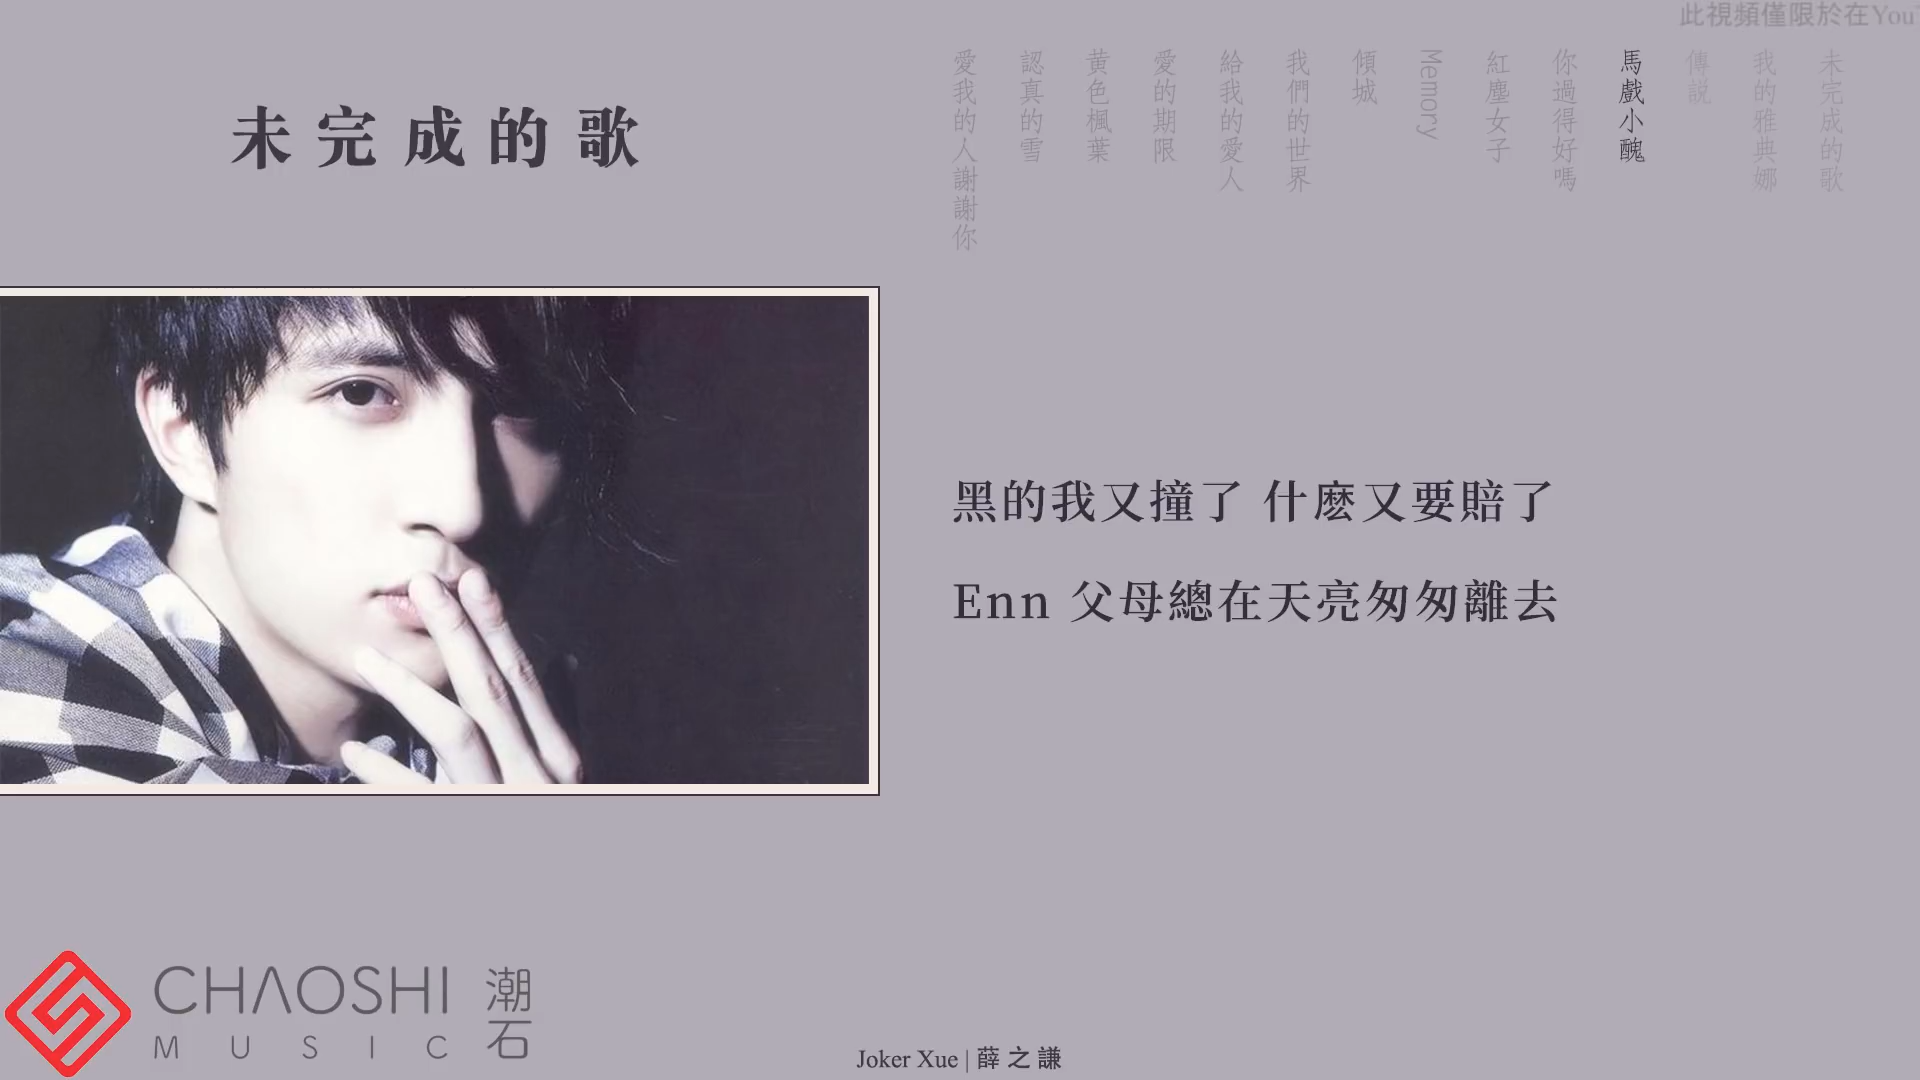 此視頻僅限於在You
未完成的歌
愛我的人謝謝你
認真的雪
黄色楓葉
愛的期限
給我的愛人
我們的世界
傾城
Memory
紅塵女子
你過得好嗎
馬戲小醜
傳説
我的雅典娜
未完成的歌
黑的我又撞了 什麽又要賠了
Enn 父母總在天亮匆匆離去
CHAOSHI 潮石
MUSIC
Joker Xue | 薛之謙